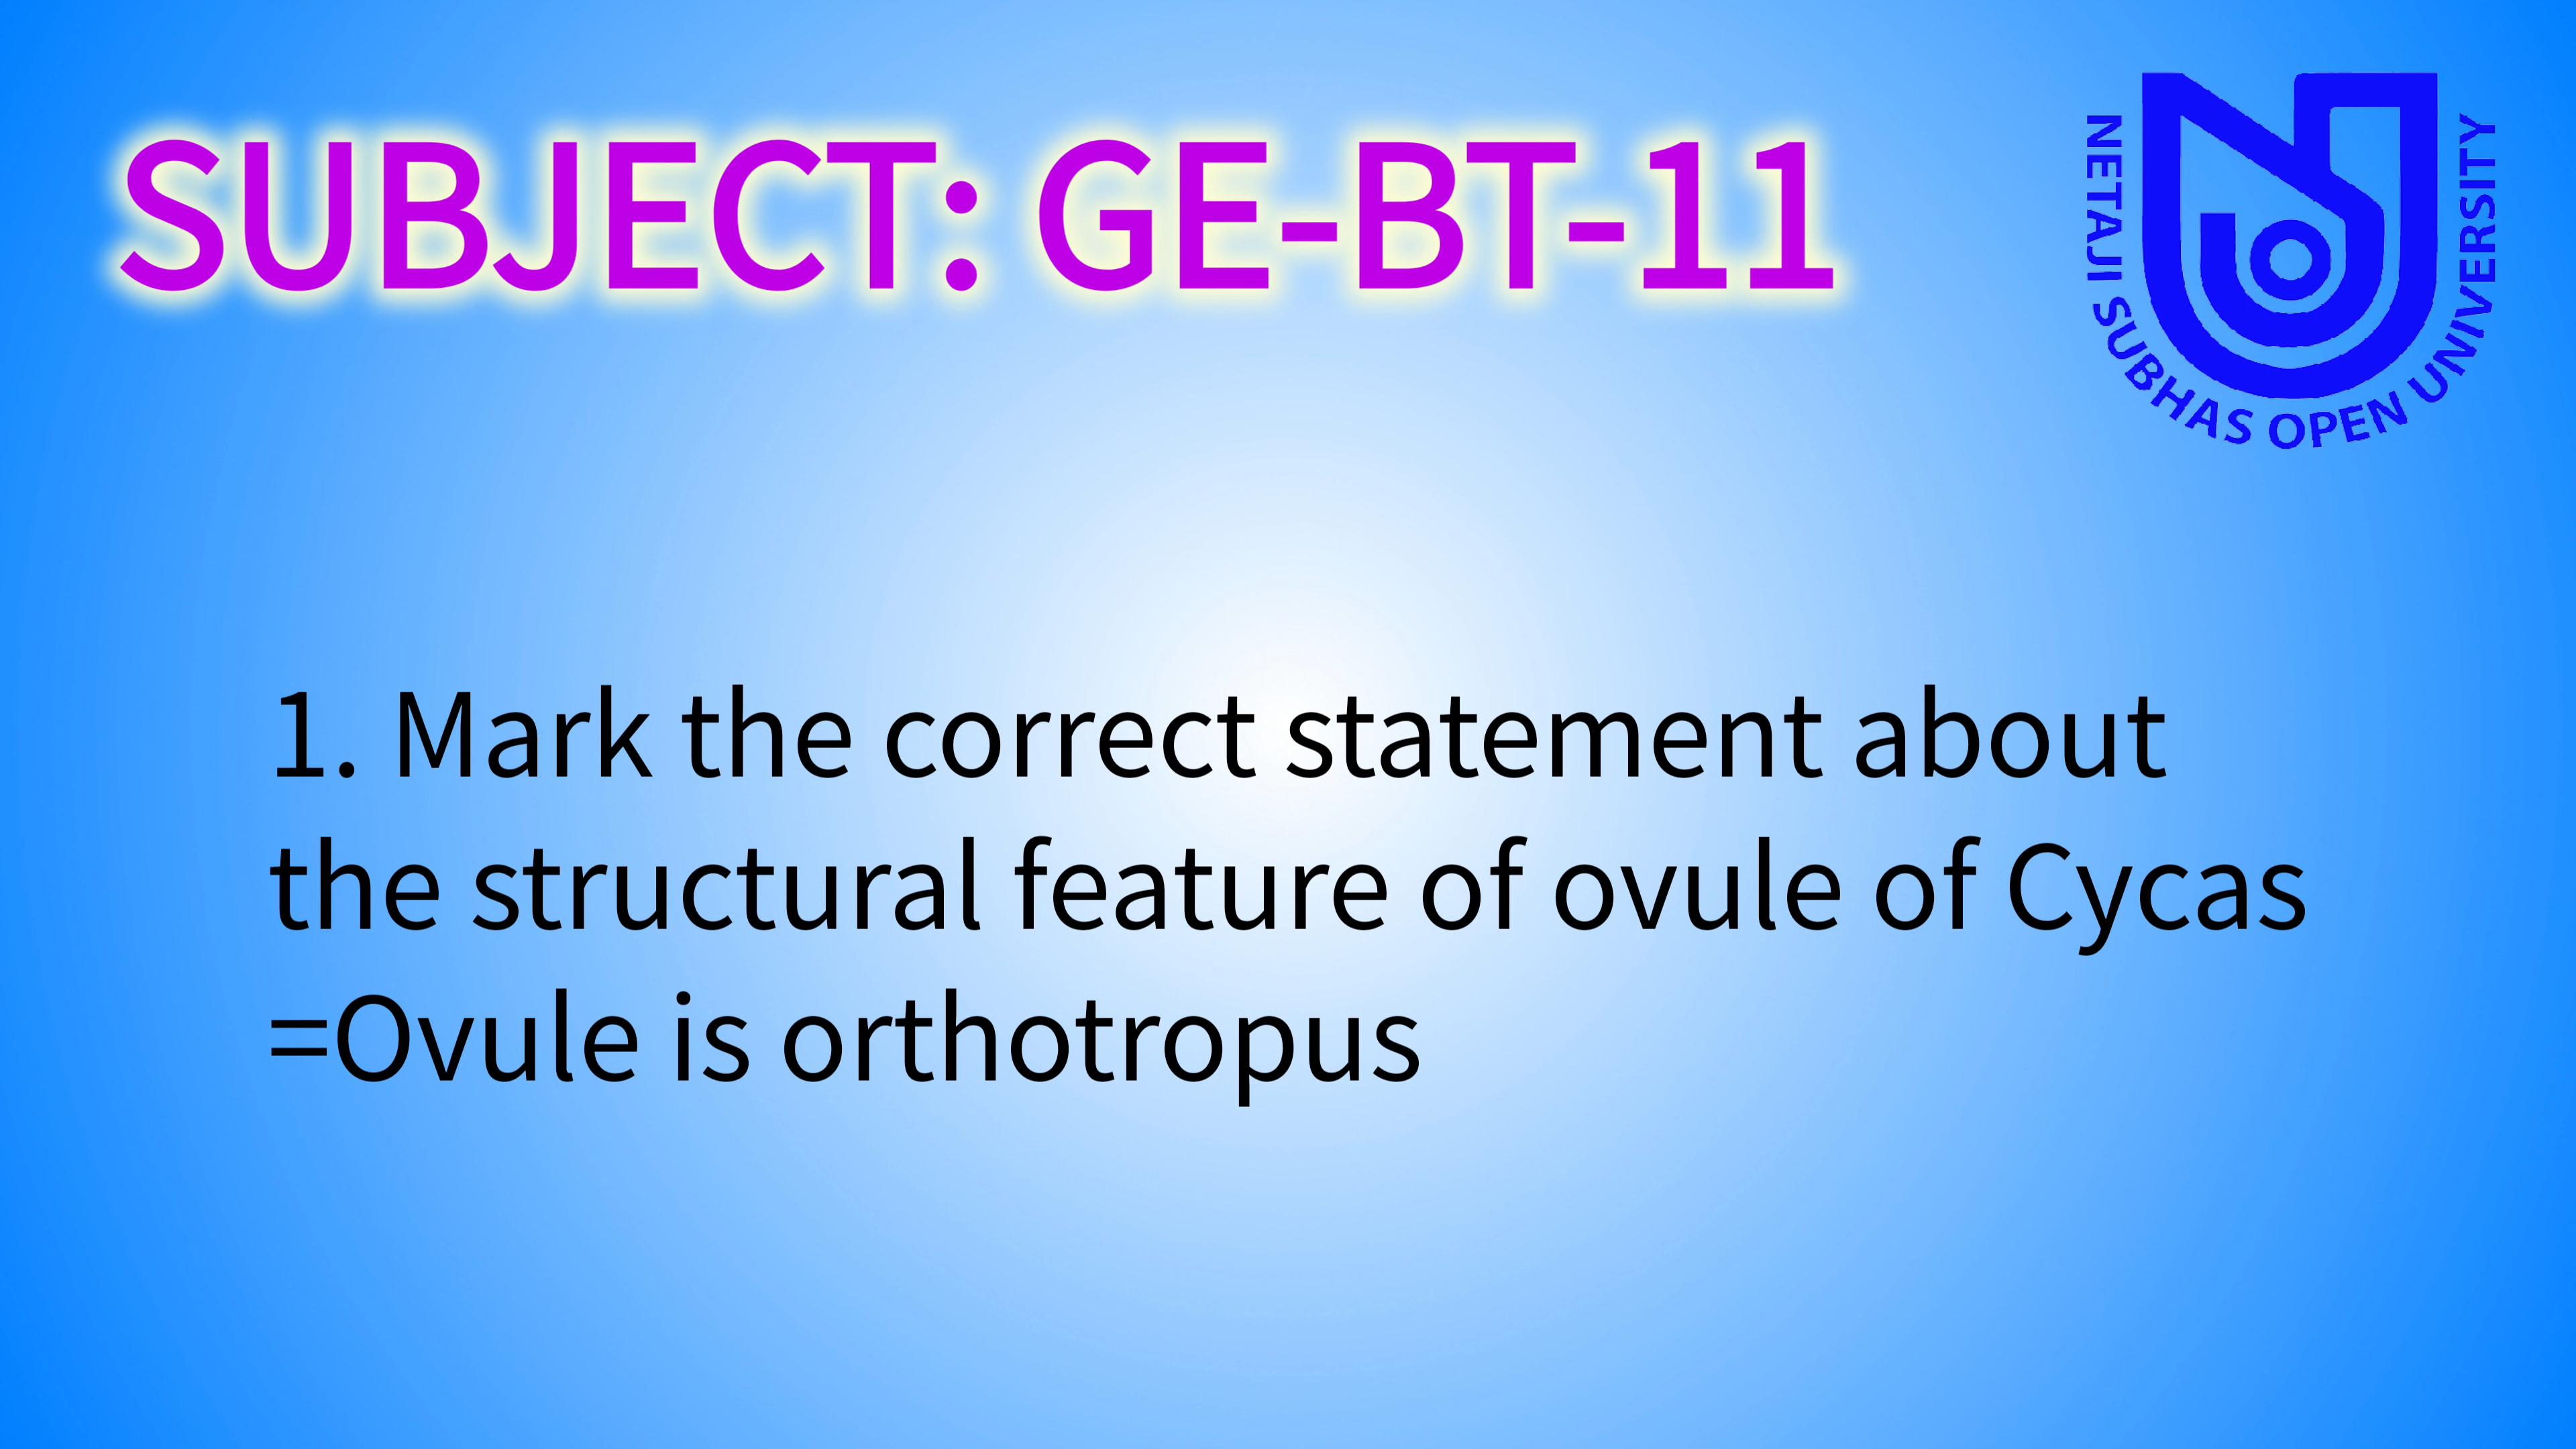 SUBJECT: GE-BT-11
NETAJI SUBHAS OPEN UNIVERSITY
1. Mark the correct statement about
the structural feature of ovule of Cycas
=Ovule is orthotropus